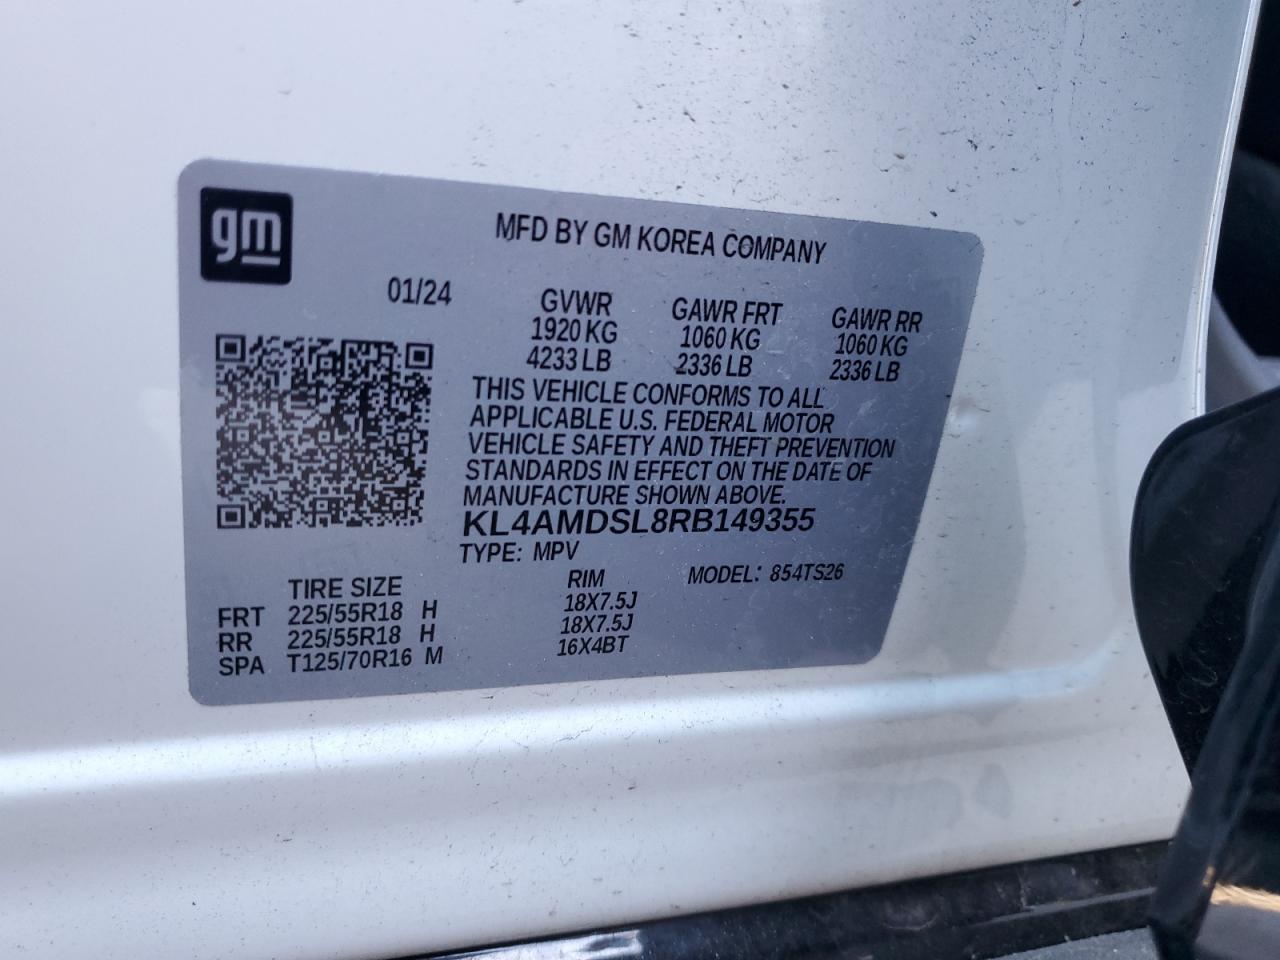 gm
MFD BY GM KOREA COMPANY
01/24
GVWR GAWR FRT GAWR RR
1920 KG 1060 KG 1060 KG
4233 LB 2336 LB 2336 LB
THIS VEHICLE CONFORMS TO ALL
APPLICABLE U.S. FEDERAL MOTOR
VEHICLE SAFETY AND THEFT PREVENTION
STANDARDS IN EFFECT ON THE DATE OF
MANUFACTURE SHOWN ABOVE.
KL4AMDSL8RB149355
TYPE: MPV
MODEL: 854TS26
TIRE SIZE RIM
FRT 225/55R18 H 18X7.5J
RR 225/55R18 H 18X7.5J
SPA T125/70R16 M 16X4BT